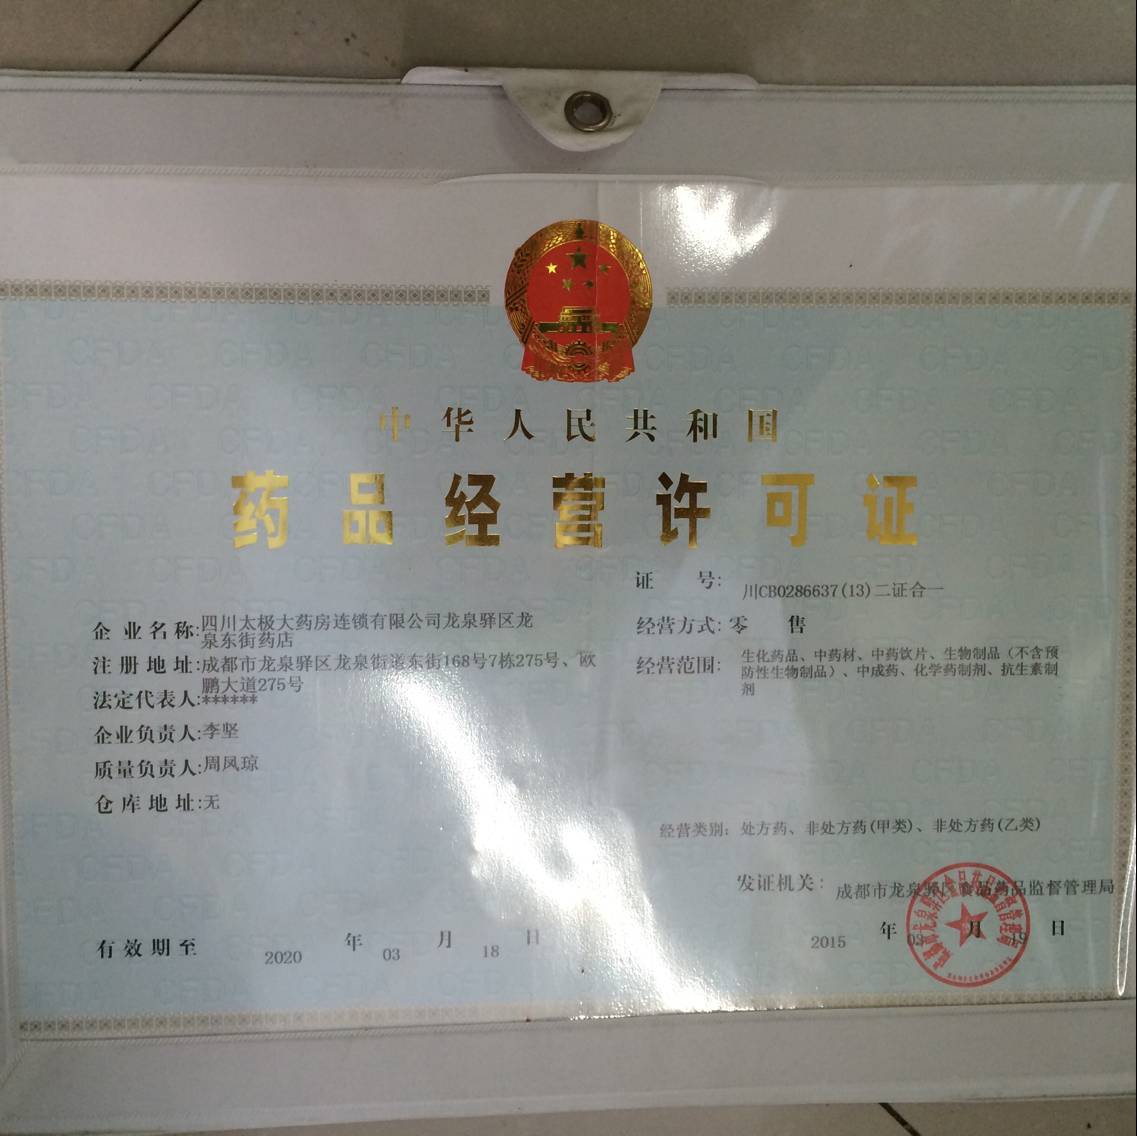 中华人民共和国
药品经营许可证
证 号: 川CB0286637(13)二证合一
企业名称: 四川太极大药房连锁有限公司龙泉驿区龙
泉东街药店
经营方式: 零 售
注册地址: 成都市龙泉驿区龙泉街道东街168号7栋275号、欧
鹏大道275号
经营范围: 生化药品、中药材、中药饮片、生物制品(不含预
防性生物制品)、中成药、化学药制剂、抗生素制
剂
法定代表人:******
企业负责人:李坚
质量负责人:周凤琼
仓库地址:无
经营类别: 处方药、非处方药(甲类)、非处方药(乙类)
发证机关: 成都市龙泉驿区食品药品监督管理局
有效期至 2020 年 03 月 18 日
2015 年 03 月 19 日